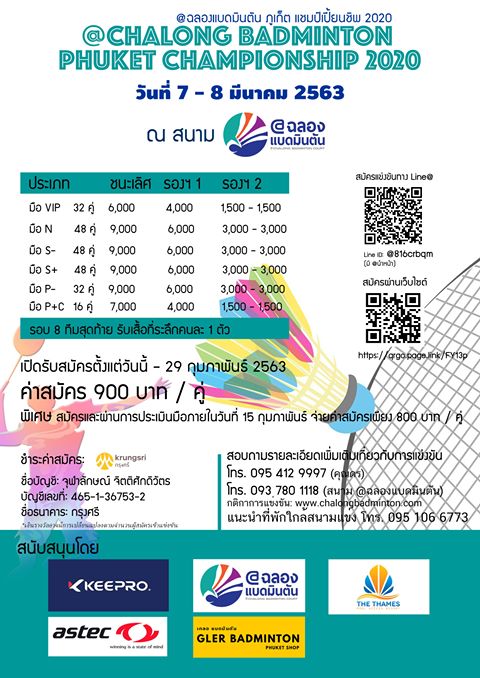 @ฉลองแบดมินตัน ภูเก็ต แชมป์เปี้ยนชิพ 2020
@CHALONG BADMINTON
PHUKET CHAMPIONSHIP 2020
วันที่ 7 - 8 มีนาคม 2563
ณ สนาม @ฉลอง
แบดมินตัน
ประเภท ชนะเลิศ รองฯ 1 รองฯ 2
มือ VIP 32 คู่ 6,000 4,000 1,500 - 1,500
มือ N 48 คู่ 9,000 6,000 3,000 - 3,000
มือ S- 48 คู่ 9,000 6,000 3,000 - 3,000
มือ S+ 48 คู่ 9,000 6,000 3,000 - 3,000
มือ P- 32 คู่ 9,000 6,000 3,000 - 3,000
มือ P+C 16 คู่ 7,000 4,000 1,500 - 1,500
รอบ 8 ทีมสุดท้าย รับเสื้อที่ระลึกคนละ 1 ตัว
สมัครแข่งขันทาง Line@
Line ID: @816crbqm
(มี @นำหน้า)
สมัครผ่านเว็บไซต์
https://qrgo.page.link/FY13p
เปิดรับสมัครตั้งแต่วันนี้ - 29 กุมภาพันธ์ 2563
ค่าสมัคร 900 บาท / คู่
พิเศษ สมัครและผ่านการประเมินมือภายในวันที่ 15 กุมภาพันธ์ จ่ายค่าสมัครเพียง 800 บาท / คู่
ชำระค่าสมัคร: krungsri
กรุงศรี
ชื่อบัญชี: จุฬาลักษณ์ จิตติศักดิวัตร
บัญชีเลขที่: 465-1-36753-2
ชื่อธนาคาร: กรุงศรี
สอบถามรายละเอียดเพิ่มเติมเกี่ยวกับการแข่งขัน
โทร. 095 412 9997
โทร. 093 780 1118 (สนาม @ฉลองแบดมินตัน)
กติกาการแข่งขัน: www.chalongbadminton.com
แนะนำที่พักใกล้สนามแข่ง โทร. 095 106 6773
สนับสนุนโดย
KEEPRO.
@ฉลอง
แบดมินตัน
THE THAMES
astec
winning is a state of mind
เกลอ แบดมินตัน
GLER BADMINTON
PHUKET SHOP